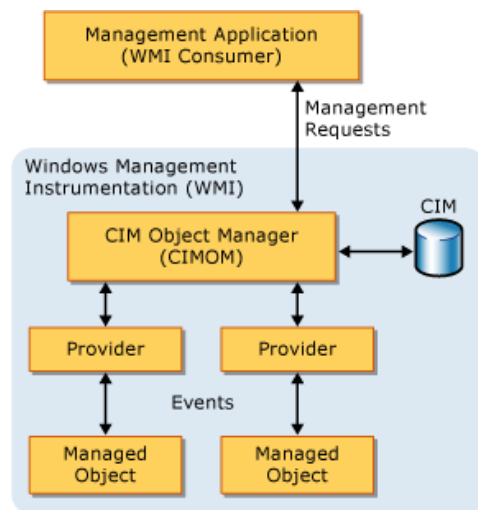 Management Application
(WMI Consumer)
Management
Requests
Windows Management
Instrumentation (WMI)
CIM
CIM Object Manager
(CIMOM)
Provider
Provider
Events
Managed
Object
Managed
Object